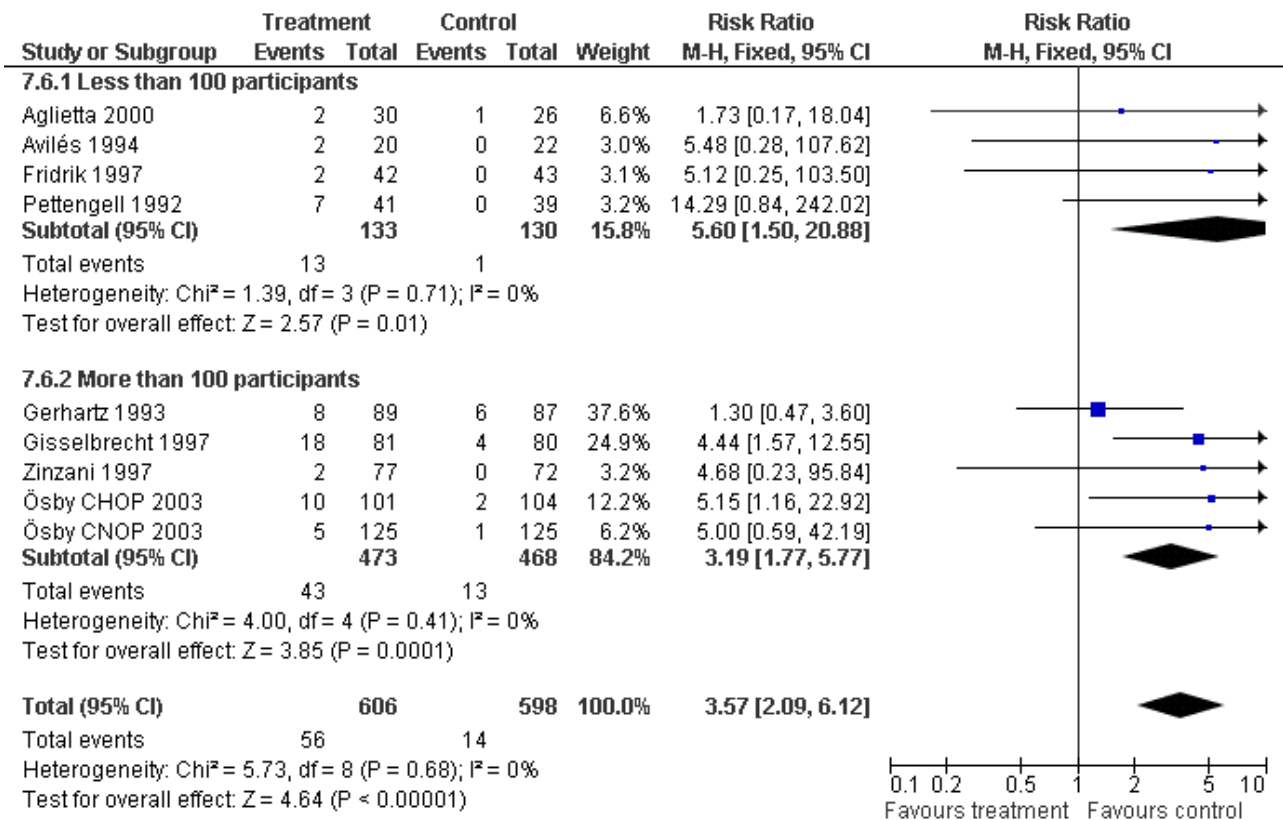 Treatment Control Risk Ratio Risk Ratio
Study or Subgroup Events Total Events Total Weight M-H, Fixed, 95% CI M-H, Fixed, 95% CI
7.6.1 Less than 100 participants
Aglietta 2000 2 30 1 26 6.6% 1.73 [0.17, 18.04]
Avilés 1994 2 20 0 22 3.0% 5.48 [0.28, 107.62]
Fridrik 1997 2 42 0 43 3.1% 5.12 [0.25, 103.50]
Pettengell 1992 7 41 0 39 3.2% 14.29 [0.84, 242.02]
Subtotal (95% CI) 133 130 15.8% 5.60 [1.50, 20.88]
Total events 13 1
Heterogeneity: Chi² = 1.39, df = 3 (P = 0.71); I² = 0%
Test for overall effect: Z = 2.57 (P = 0.01)
7.6.2 More than 100 participants
Gerhartz 1993 8 89 6 87 37.6% 1.30 [0.47, 3.60]
Gisselbrecht 1997 18 81 4 80 24.9% 4.44 [1.57, 12.55]
Zinzani 1997 2 77 0 72 3.2% 4.68 [0.23, 95.84]
Ösby CHOP 2003 10 101 2 104 12.2% 5.15 [1.16, 22.92]
Ösby CNOP 2003 5 125 1 125 6.2% 5.00 [0.59, 42.19]
Subtotal (95% CI) 473 468 84.2% 3.19 [1.77, 5.77]
Total events 43 13
Heterogeneity: Chi² = 4.00, df = 4 (P = 0.41); I² = 0%
Test for overall effect: Z = 3.85 (P = 0.0001)
Total (95% CI) 606 598 100.0% 3.57 [2.09, 6.12]
Total events 56 14
Heterogeneity: Chi² = 5.73, df = 8 (P = 0.68); I² = 0%
Test for overall effect: Z = 4.64 (P < 0.00001)
0.1 0.2 0.5 1 2 5 10
Favours treatment Favours control